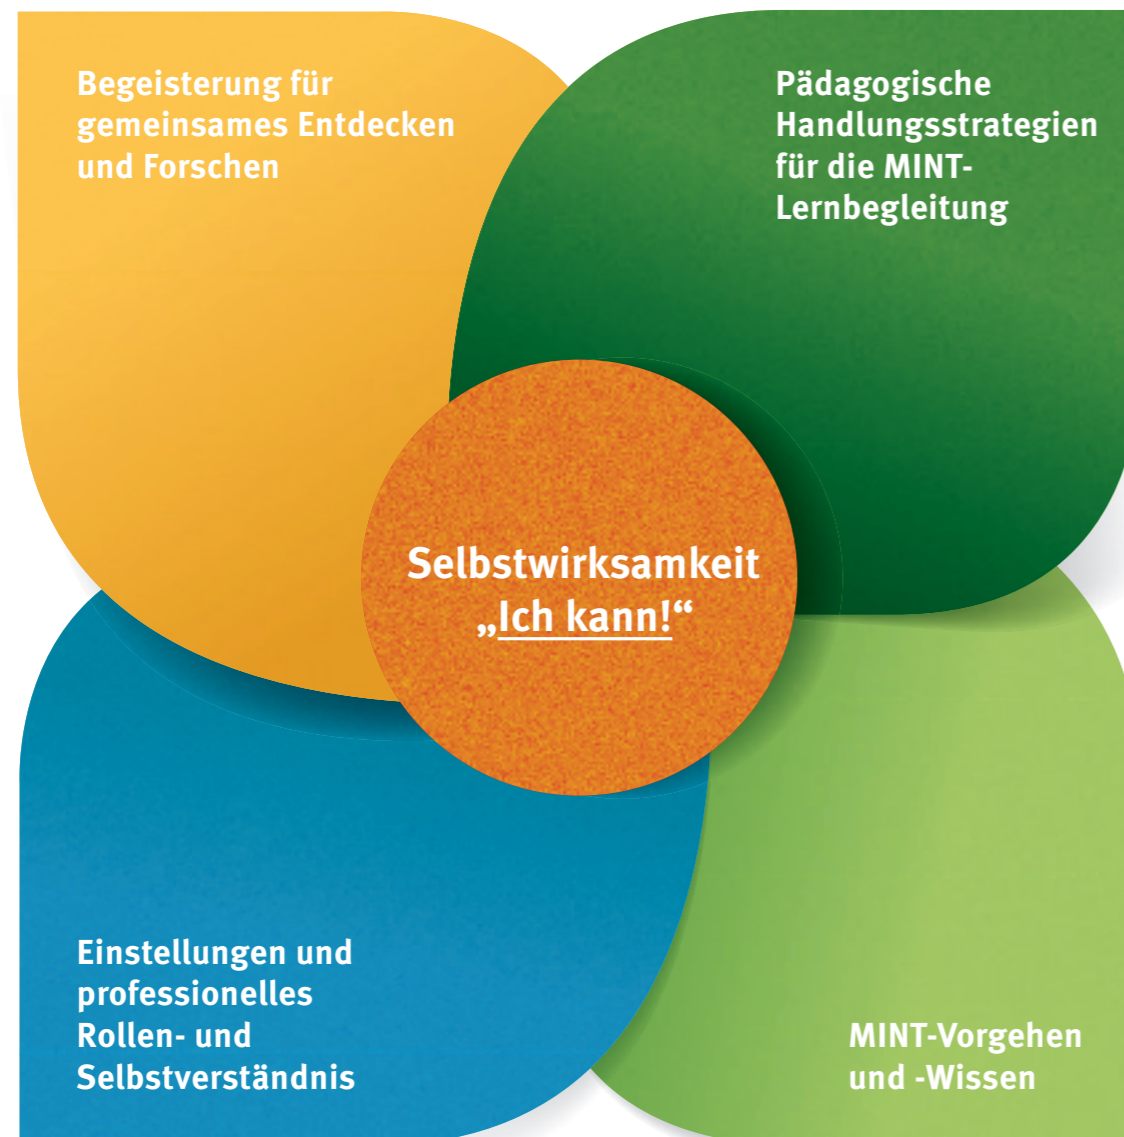 Begeisterung für
gemeinsames Entdecken
und Forschen
Pädagogische
Handlungsstrategien
für die MINT-
Lernbegleitung
Selbstwirksamkeit
„Ich kann!“
Einstellungen und
professionelles
Rollen- und
Selbstverständnis
MINT-Vorgehen
und -Wissen